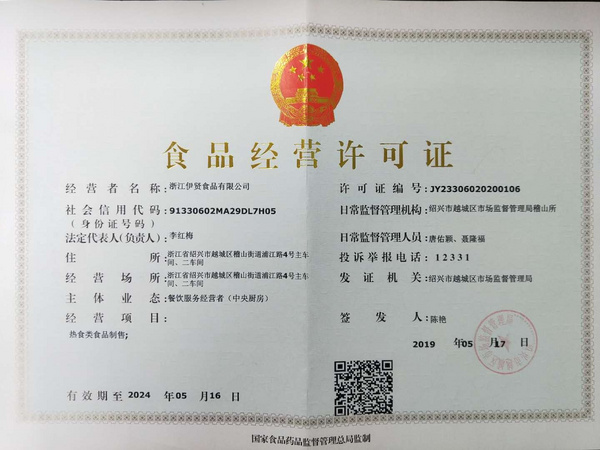 食品经营许可证
经营者名称：浙江伊贤食品有限公司
社会信用代码：91330602MA29DL7H05
（身份证号码）
法定代表人(负责人)：李红梅
住所：浙江省绍兴市越城区稽山街道浦江路4号主车
间、二车间
经营场所：浙江省绍兴市越城区稽山街道浦江路4号主车
间、二车间
主体业态：餐饮服务经营者（中央厨房）
经营项目：
热食类食品制售;
有效期至2024 年05 月16 日
许可证编号：JY23306020200106
日常监督管理机构：绍兴市越城区市场监督管理局稽山所
日常监督管理人员：唐佑颖、聂隆福
投诉举报电话：12331
发证机关：绍兴市越城区市场监督管理局
签发人：陈艳
2019 年05 月17 日
国家食品药品监督管理总局监制